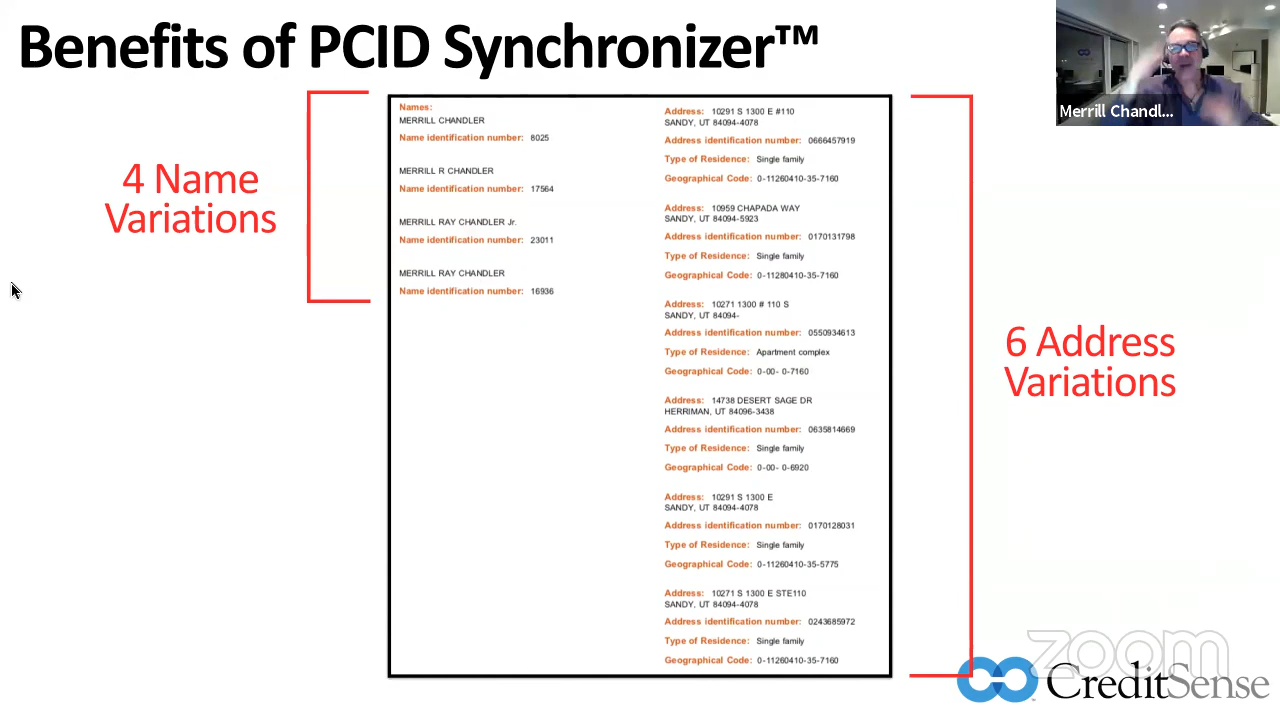 Benefits of PCID Synchronizer™
Merrill Chandl...
4 Name
Variations
Names:
MERRILL CHANDLER
Name identification number: 8025
MERRILL R CHANDLER
Name identification number: 17564
MERRILL RAY CHANDLER Jr.
Name identification number: 23011
MERRILL RAY CHANDLER
Name identification number: 16936
Address: 10291 S 1300 E #110
SANDY, UT 84094-4078
Address identification number: 0666457919
Type of Residence: Single family
Geographical Code: 0-11260410-35-7160
Address: 10959 CHAPADA WAY
SANDY, UT 84094-5923
Address identification number: 0170131798
Type of Residence: Single family
Geographical Code: 0-11280410-35-7160
Address: 10271 1300 # 110 S
SANDY, UT 84094-
Address identification number: 0550934613
Type of Residence: Apartment complex
Geographical Code: 0-00- 0-7160
Address: 14738 DESERT SAGE DR
HERRIMAN, UT 84096-3438
Address identification number: 0635814669
Type of Residence: Single family
Geographical Code: 0-00- 0-6920
Address: 10291 S 1300 E
SANDY, UT 84094-4078
Address identification number: 0170128031
Type of Residence: Single family
Geographical Code: 0-11260410-35-5775
Address: 10271 S 1300 E STE110
SANDY, UT 84094-4078
Address identification number: 0243685972
Type of Residence: Single family
Geographical Code: 0-11260410-35-7160
6 Address
Variations
zoom
CreditSense